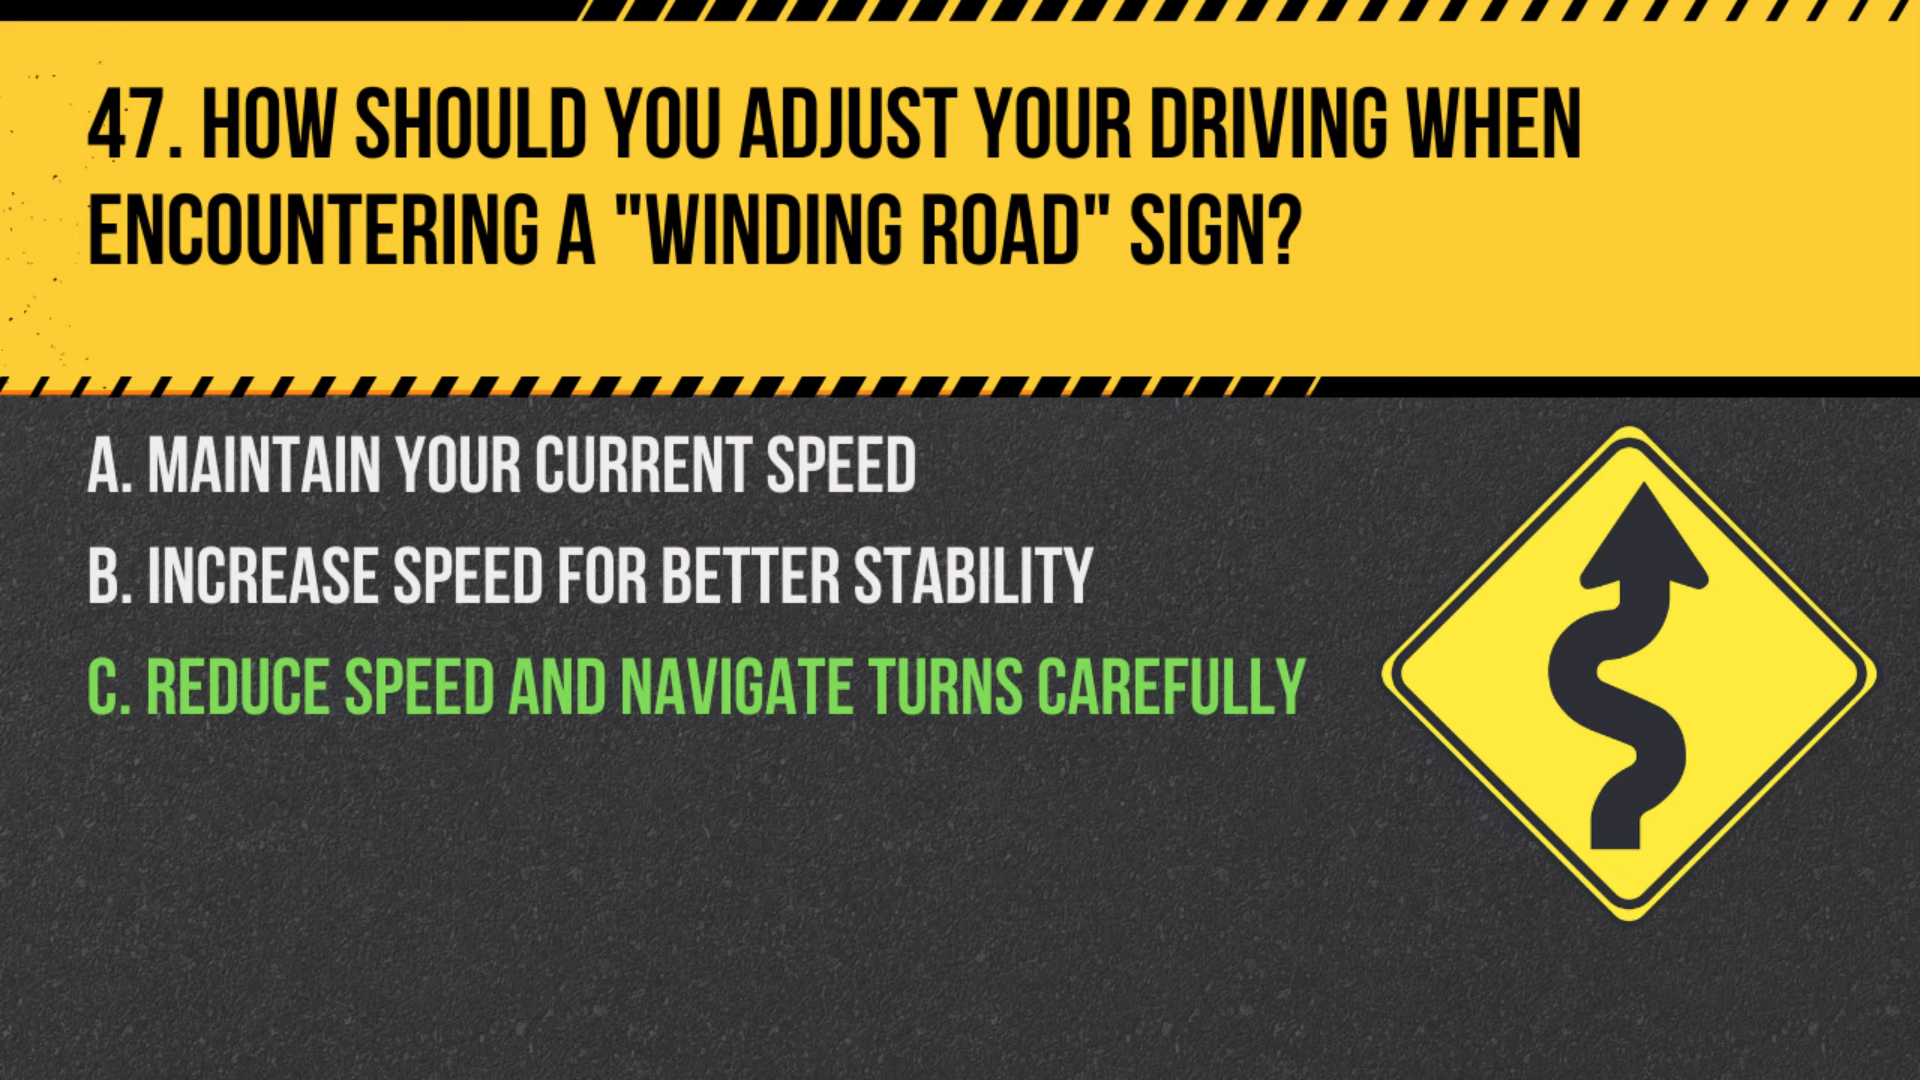 47. HOW SHOULD YOU ADJUST YOUR DRIVING WHEN
ENCOUNTERING A "WINDING ROAD" SIGN?
A. MAINTAIN YOUR CURRENT SPEED
B. INCREASE SPEED FOR BETTER STABILITY
C. REDUCE SPEED AND NAVIGATE TURNS CAREFULLY